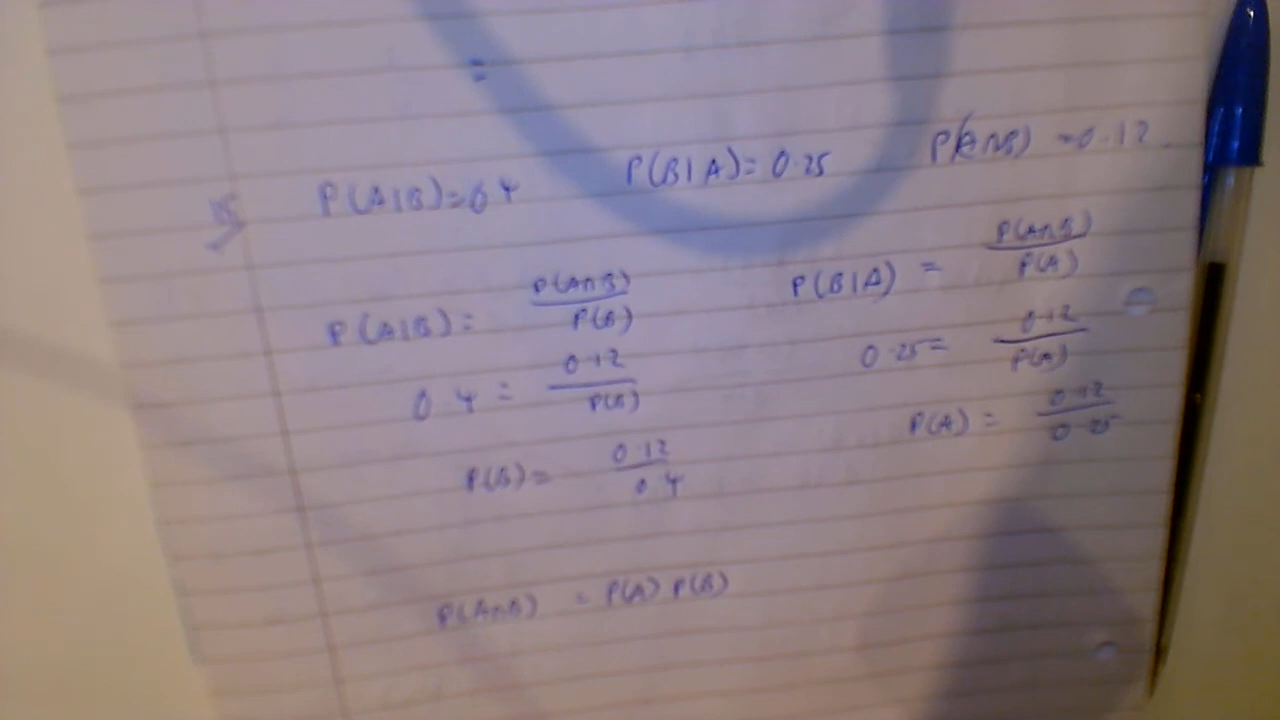 P(A|B)=0.4 P(B|A)=0.25 P(A∩B) =0.12
P(A|B)= P(A∩B)/P(B) P(B|A) = P(A∩B)/P(A)
0.4 = 0.12/P(B) 0.25= 0.12/P(A)
P(B)= 0.12/0.4 P(A) = 0.12/0.25
P(A∩B) = P(A) P(B)